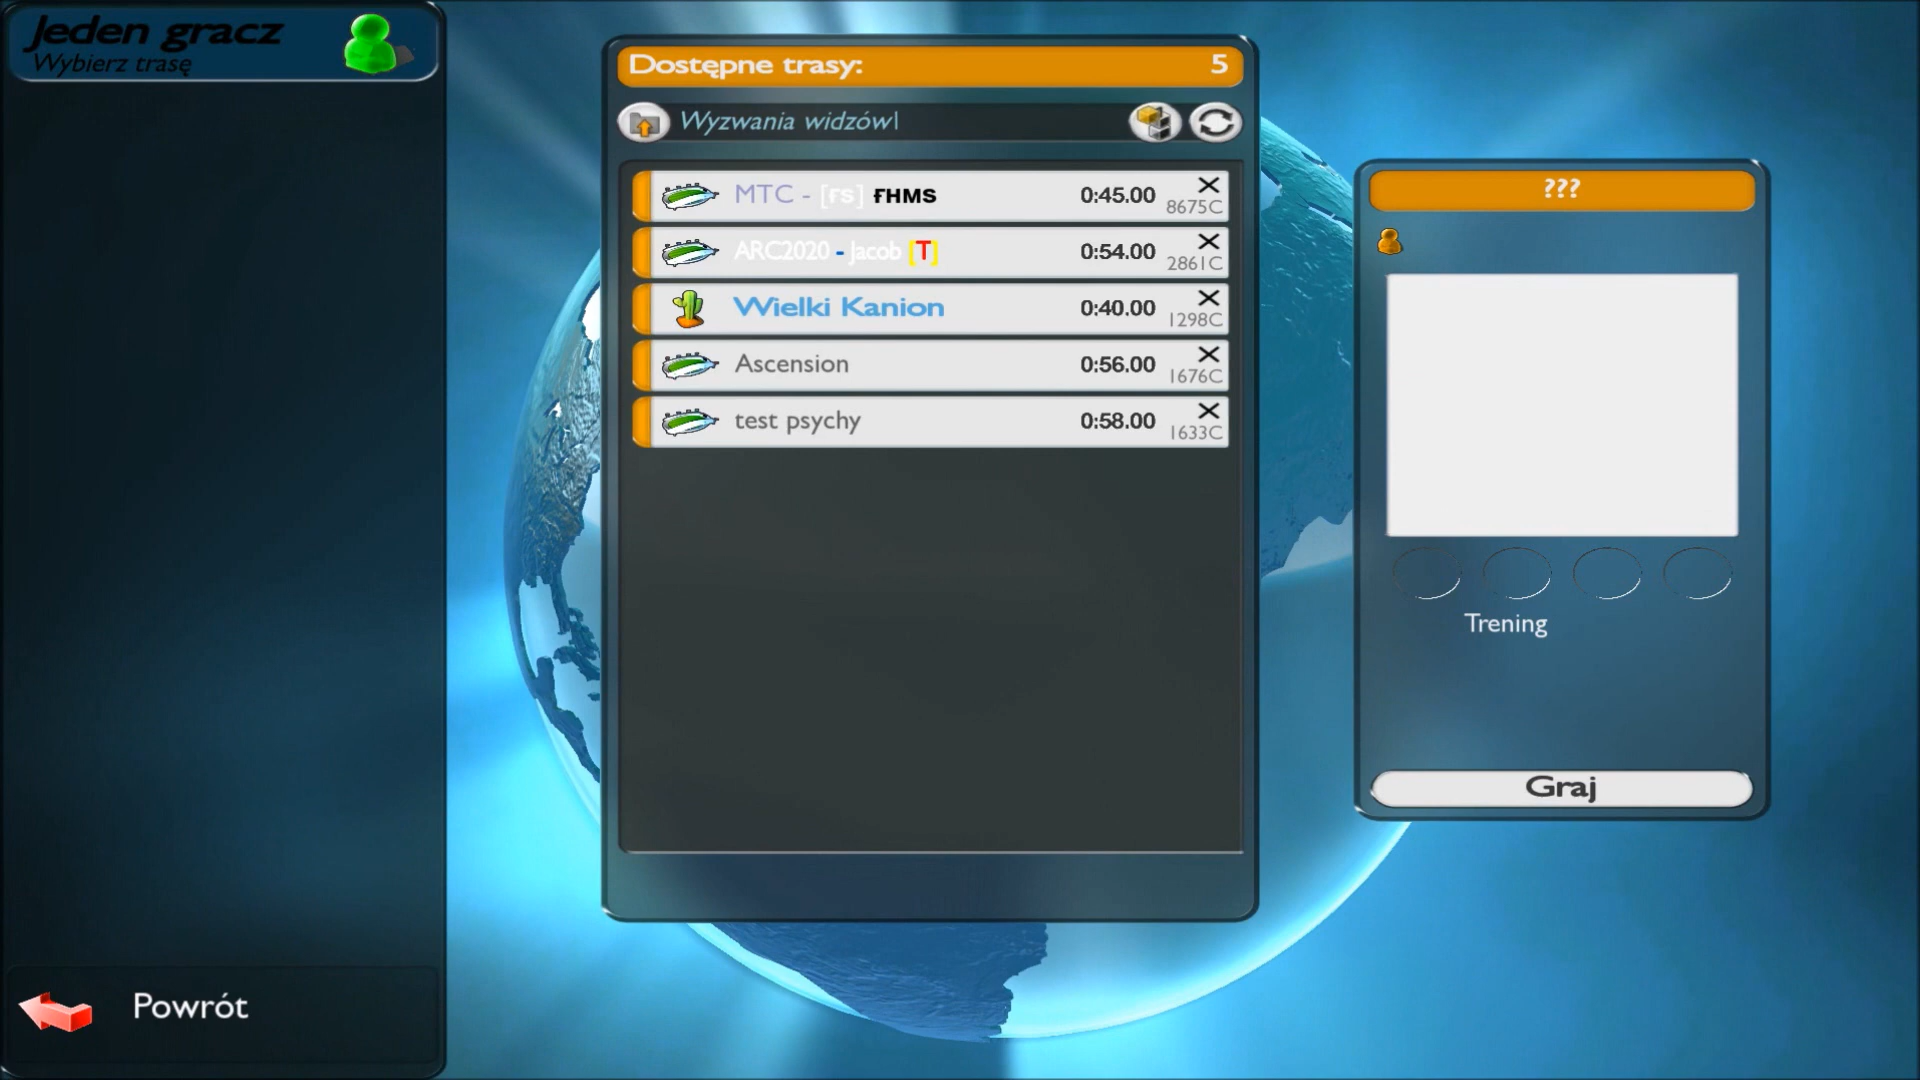 Jeden gracz
Wybierz trasę
Dostępne trasy: 5
Wyzwania widzów
MTC - [FS] FHMS 0:45.00 8675C
ARC2020 - Jacob [T] 0:54.00 2861C
Wielki Kanion 0:40.00 1298C
Ascension 0:56.00 1676C
test psychy 0:58.00 1633C
???
Trening
Graj
Powrót